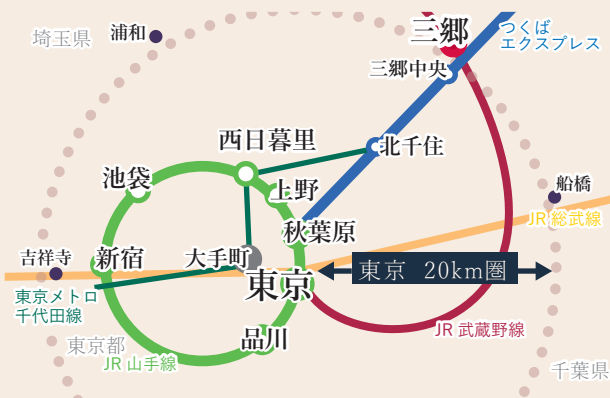 三郷
つくば
エクスプレス
埼玉県
浦和
三郷中央
西日暮里
北千住
池袋
上野
船橋
JR 総武線
秋葉原
吉祥寺
新宿
大手町
東京
東京 20km圏
東京メトロ
千代田線
品川
JR 武蔵野線
東京都
JR 山手線
千葉県